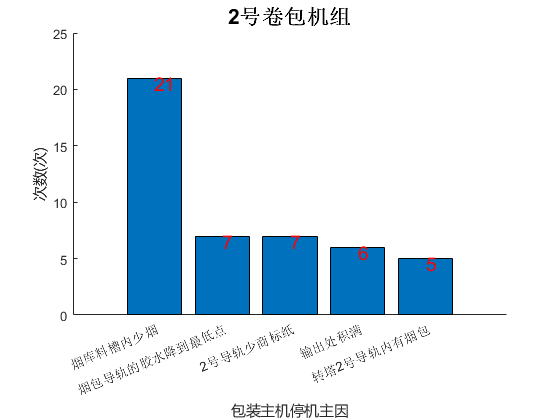 2号卷包机组
次数(次)
25
20
15
10
5
0
21
7
7
6
5
烟库料槽内少烟
烟包导轨的胶水降到最低点
2号导轨少商标纸
输出处积满
转塔2号导轨内有烟包
包装主机停机主因